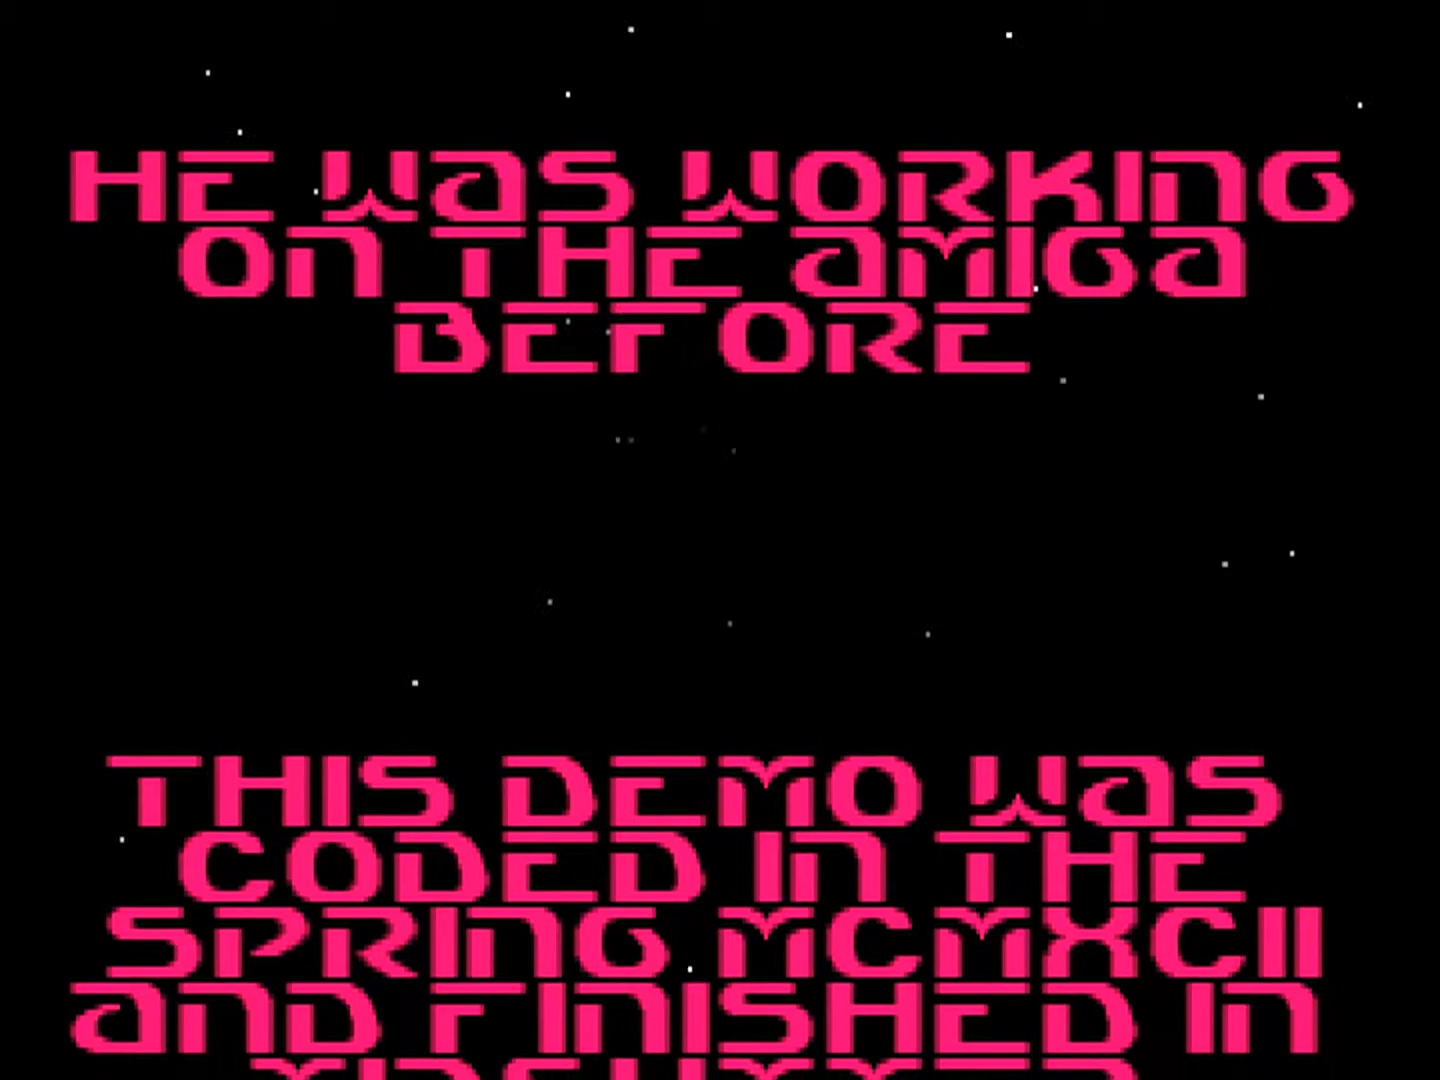 HE WAS WORKING
ON THE AMIGA
BEFORE
THIS DEMO WAS
CODED IN THE
SPRING MCMXCII
AND FINISHED IN